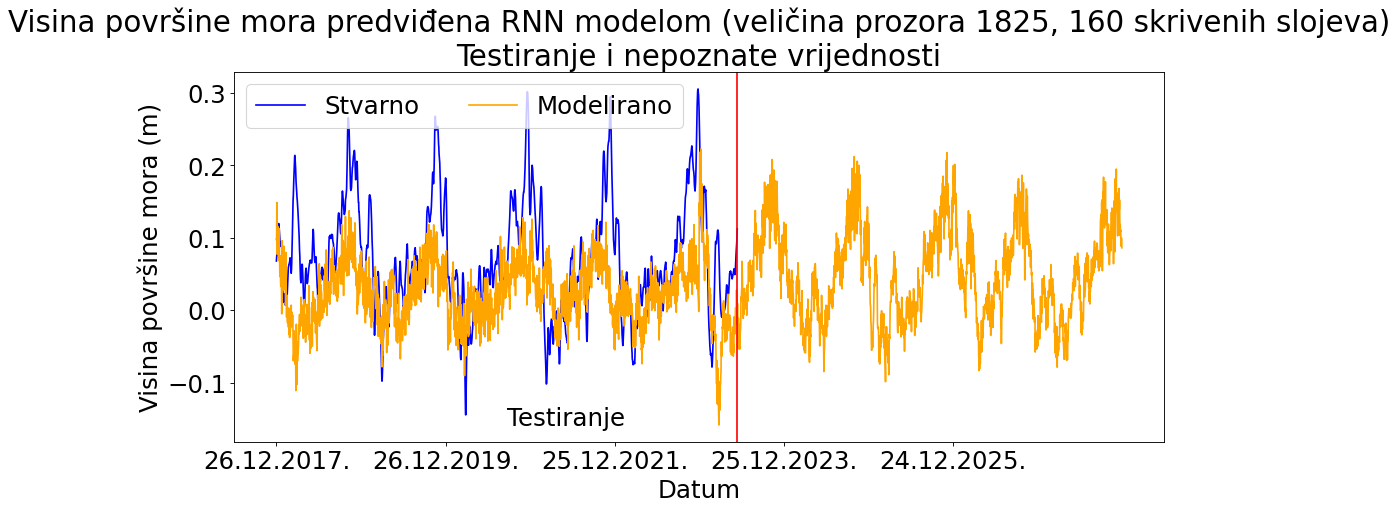 Visina površine mora predviđena RNN modelom (veličina prozora 1825, 160 skrivenih slojeva)
Testiranje i nepoznate vrijednosti
Stvarno
Modelirano
Visina površine mora (m)
0.3
0.2
0.1
0.0
−0.1
Testiranje
26.12.2017.
26.12.2019.
25.12.2021.
25.12.2023.
24.12.2025.
Datum